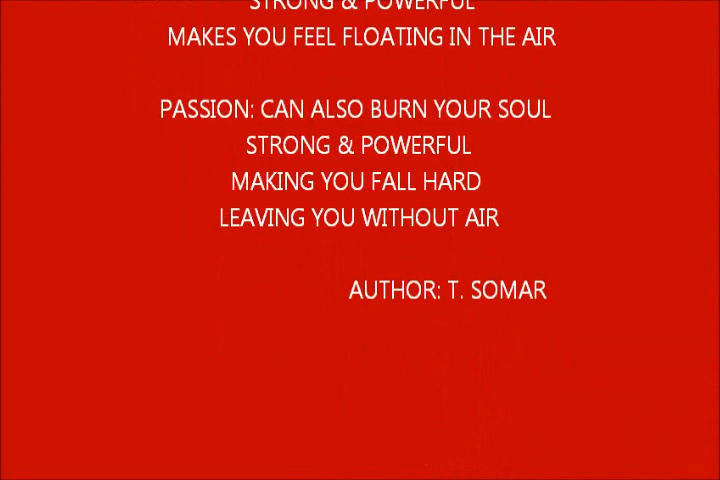 STRONG & POWERFUL
MAKES YOU FEEL FLOATING IN THE AIR
PASSION: CAN ALSO BURN YOUR SOUL
STRONG & POWERFUL
MAKING YOU FALL HARD
LEAVING YOU WITHOUT AIR
AUTHOR: T. SOMAR